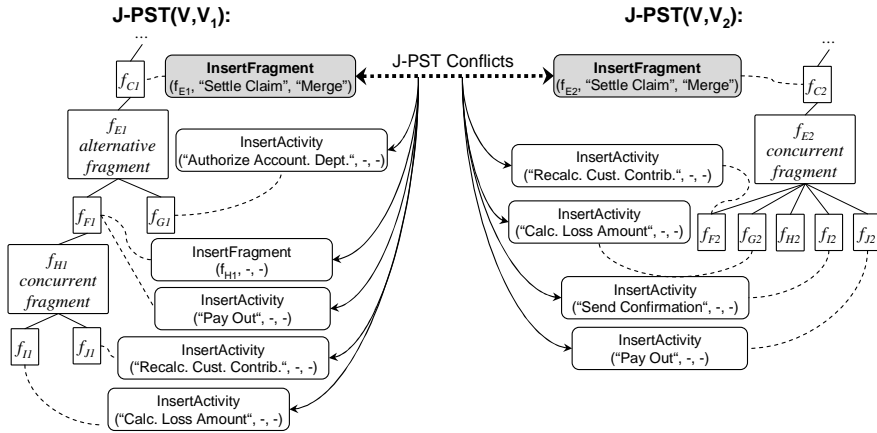 J-PST(V,V1):
J-PST(V,V2):
J-PST Conflicts
...
fC1
InsertFragment
(fE1, "Settle Claim", "Merge")
fE1
alternative
fragment
InsertActivity
("Authorize Account. Dept.“, -, -)
fF1
fG1
InsertFragment
(fH1, -, -)
fH1
concurrent
fragment
InsertActivity
("Pay Out“, -, -)
fI1
fJ1
InsertActivity
("Recalc. Cust. Contrib.“, -, -)
InsertActivity
("Calc. Loss Amount“, -, -)
...
InsertFragment
(fE2, "Settle Claim", "Merge")
fC2
fE2
concurrent
fragment
InsertActivity
("Recalc. Cust. Contrib.“, -, -)
InsertActivity
("Calc. Loss Amount“, -, -)
fF2
fG2
fH2
fI2
fJ2
InsertActivity
("Send Confirmation“, -, -)
InsertActivity
("Pay Out“, -, -)